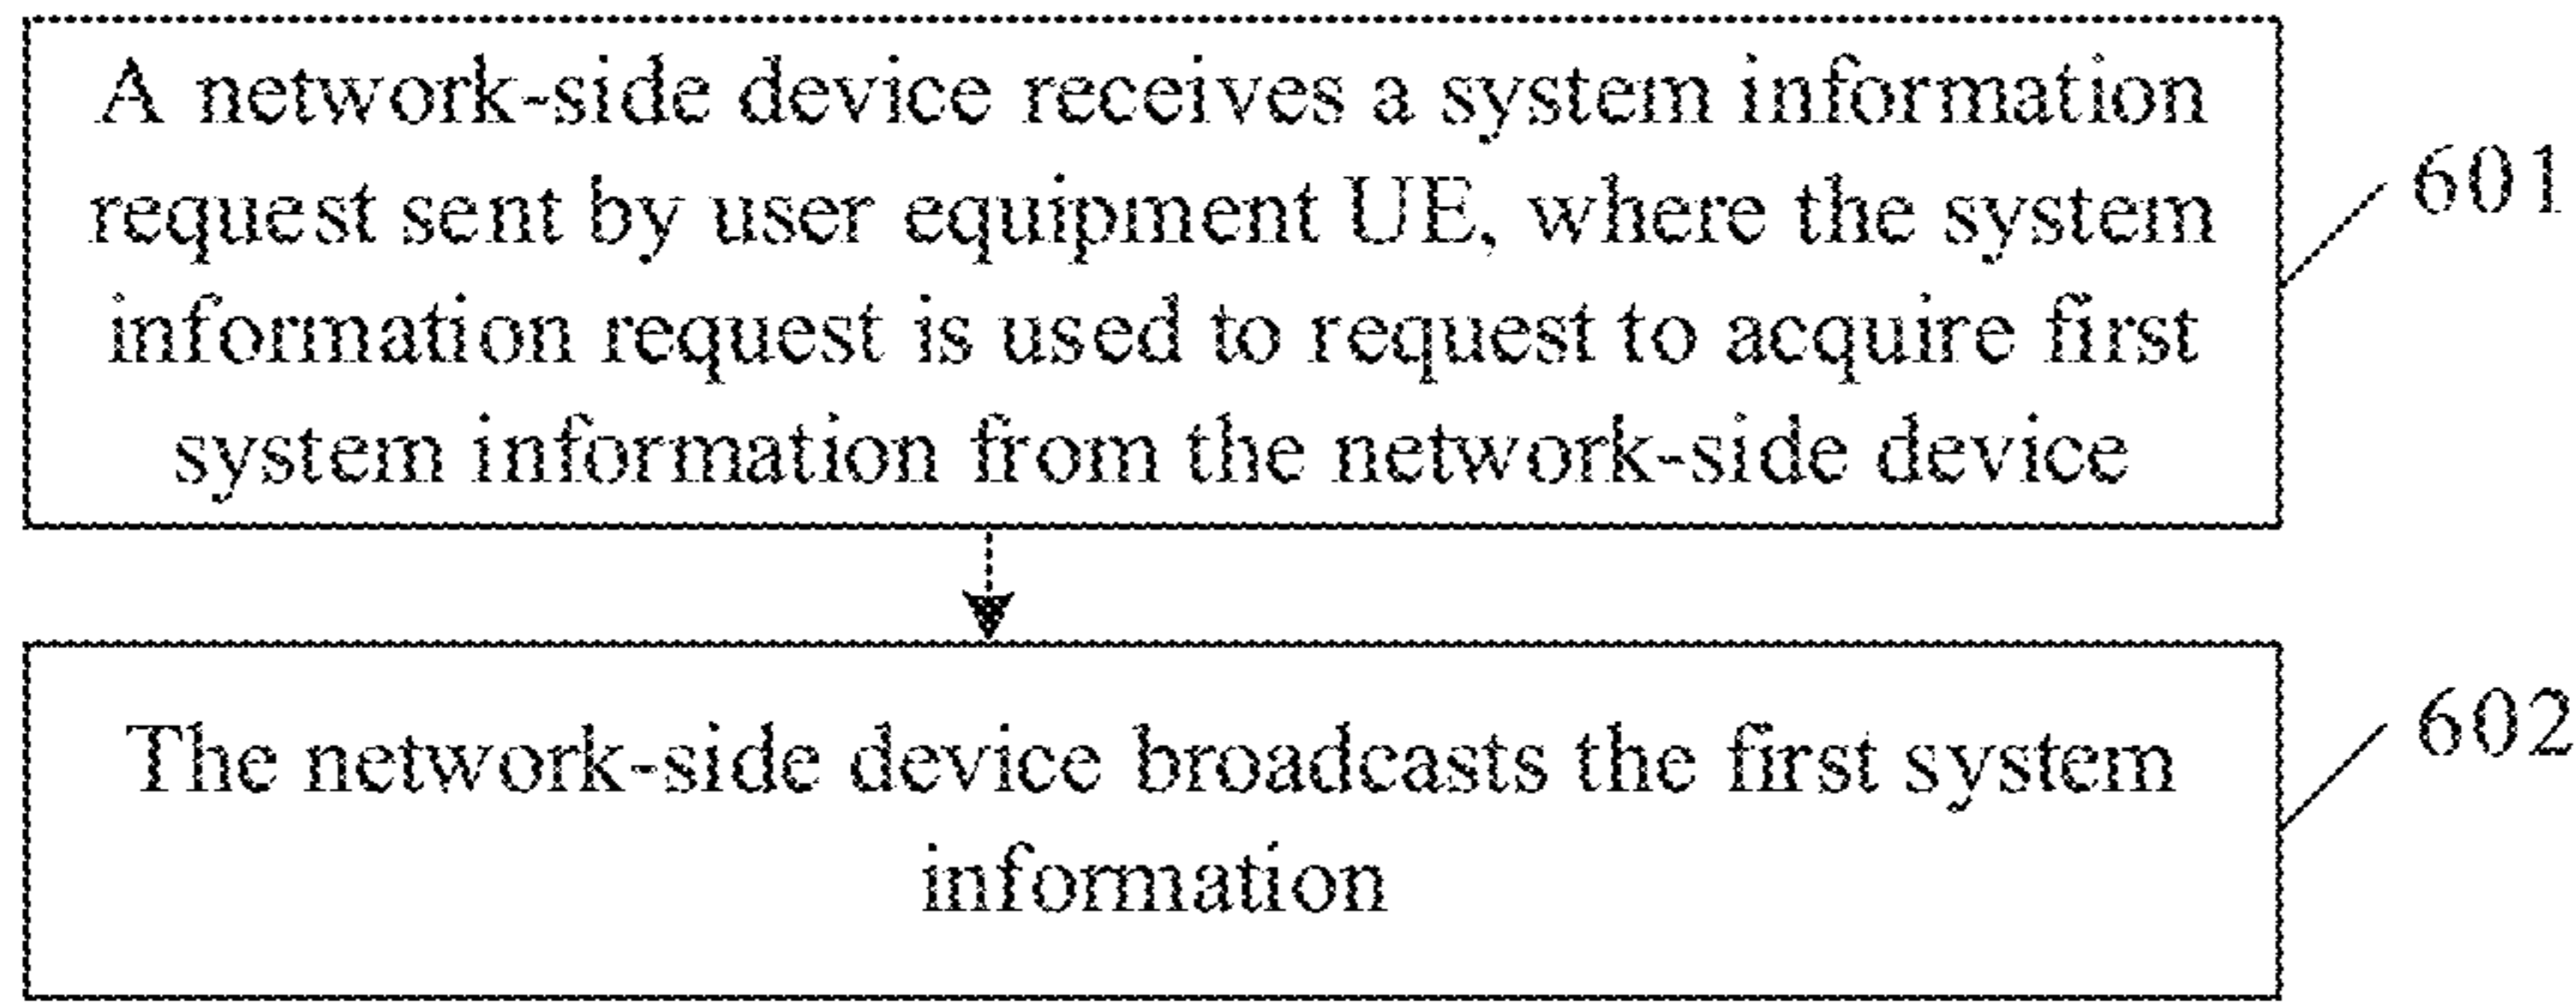 A network-side device receives a system information
request sent by user equipment UE, where the system
information request is used to request to acquire first
system information from the network-side device
601
The network-side device broadcasts the first system
information
602